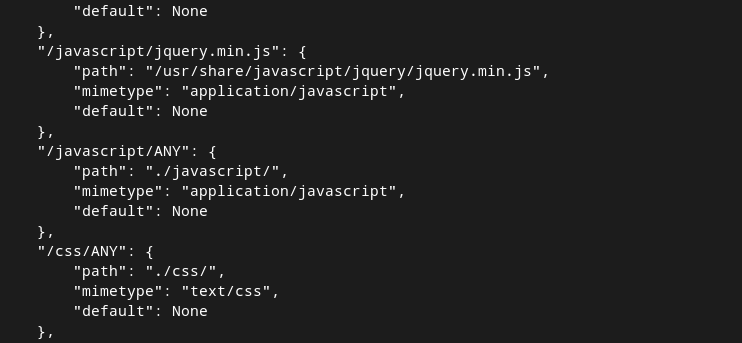 "default": None
},
"/javascript/jquery.min.js": {
"path": "/usr/share/javascript/jquery/jquery.min.js",
"mimetype": "application/javascript",
"default": None
},
"/javascript/ANY": {
"path": "./javascript/",
"mimetype": "application/javascript",
"default": None
},
"/css/ANY": {
"path": "./css/",
"mimetype": "text/css",
"default": None
},